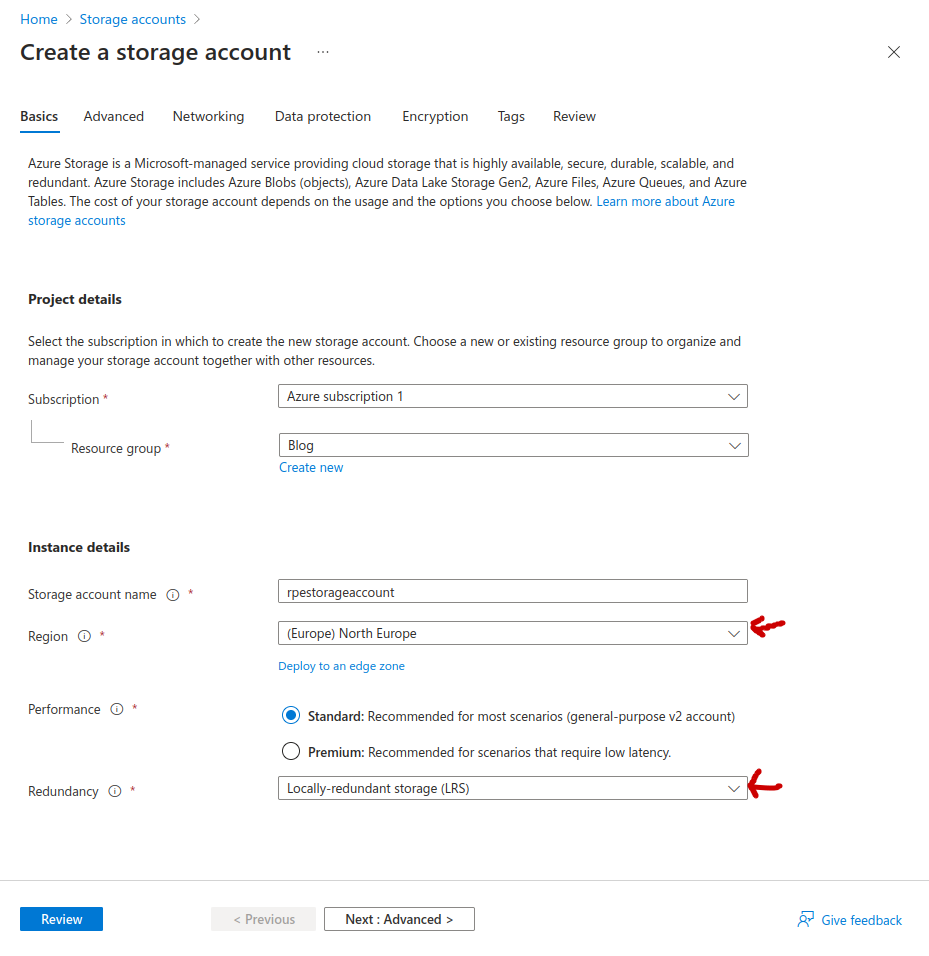 Home > Storage accounts >
Create a storage account ...
Basics Advanced Networking Data protection Encryption Tags Review
Azure Storage is a Microsoft-managed service providing cloud storage that is highly available, secure, durable, scalable, and
redundant. Azure Storage includes Azure Blobs (objects), Azure Data Lake Storage Gen2, Azure Files, Azure Queues, and Azure
Tables. The cost of your storage account depends on the usage and the options you choose below. Learn more about Azure
storage accounts
Project details
Select the subscription in which to create the new storage account. Choose a new or existing resource group to organize and
manage your storage account together with other resources.
Subscription * Azure subscription 1
Resource group * Blog
Create new
Instance details
Storage account name * rpestorageaccount
Region * (Europe) North Europe
Deploy to an edge zone
Performance * Standard: Recommended for most scenarios (general-purpose v2 account)
Premium: Recommended for scenarios that require low latency.
Redundancy * Locally-redundant storage (LRS)
Review < Previous Next : Advanced > Give feedback